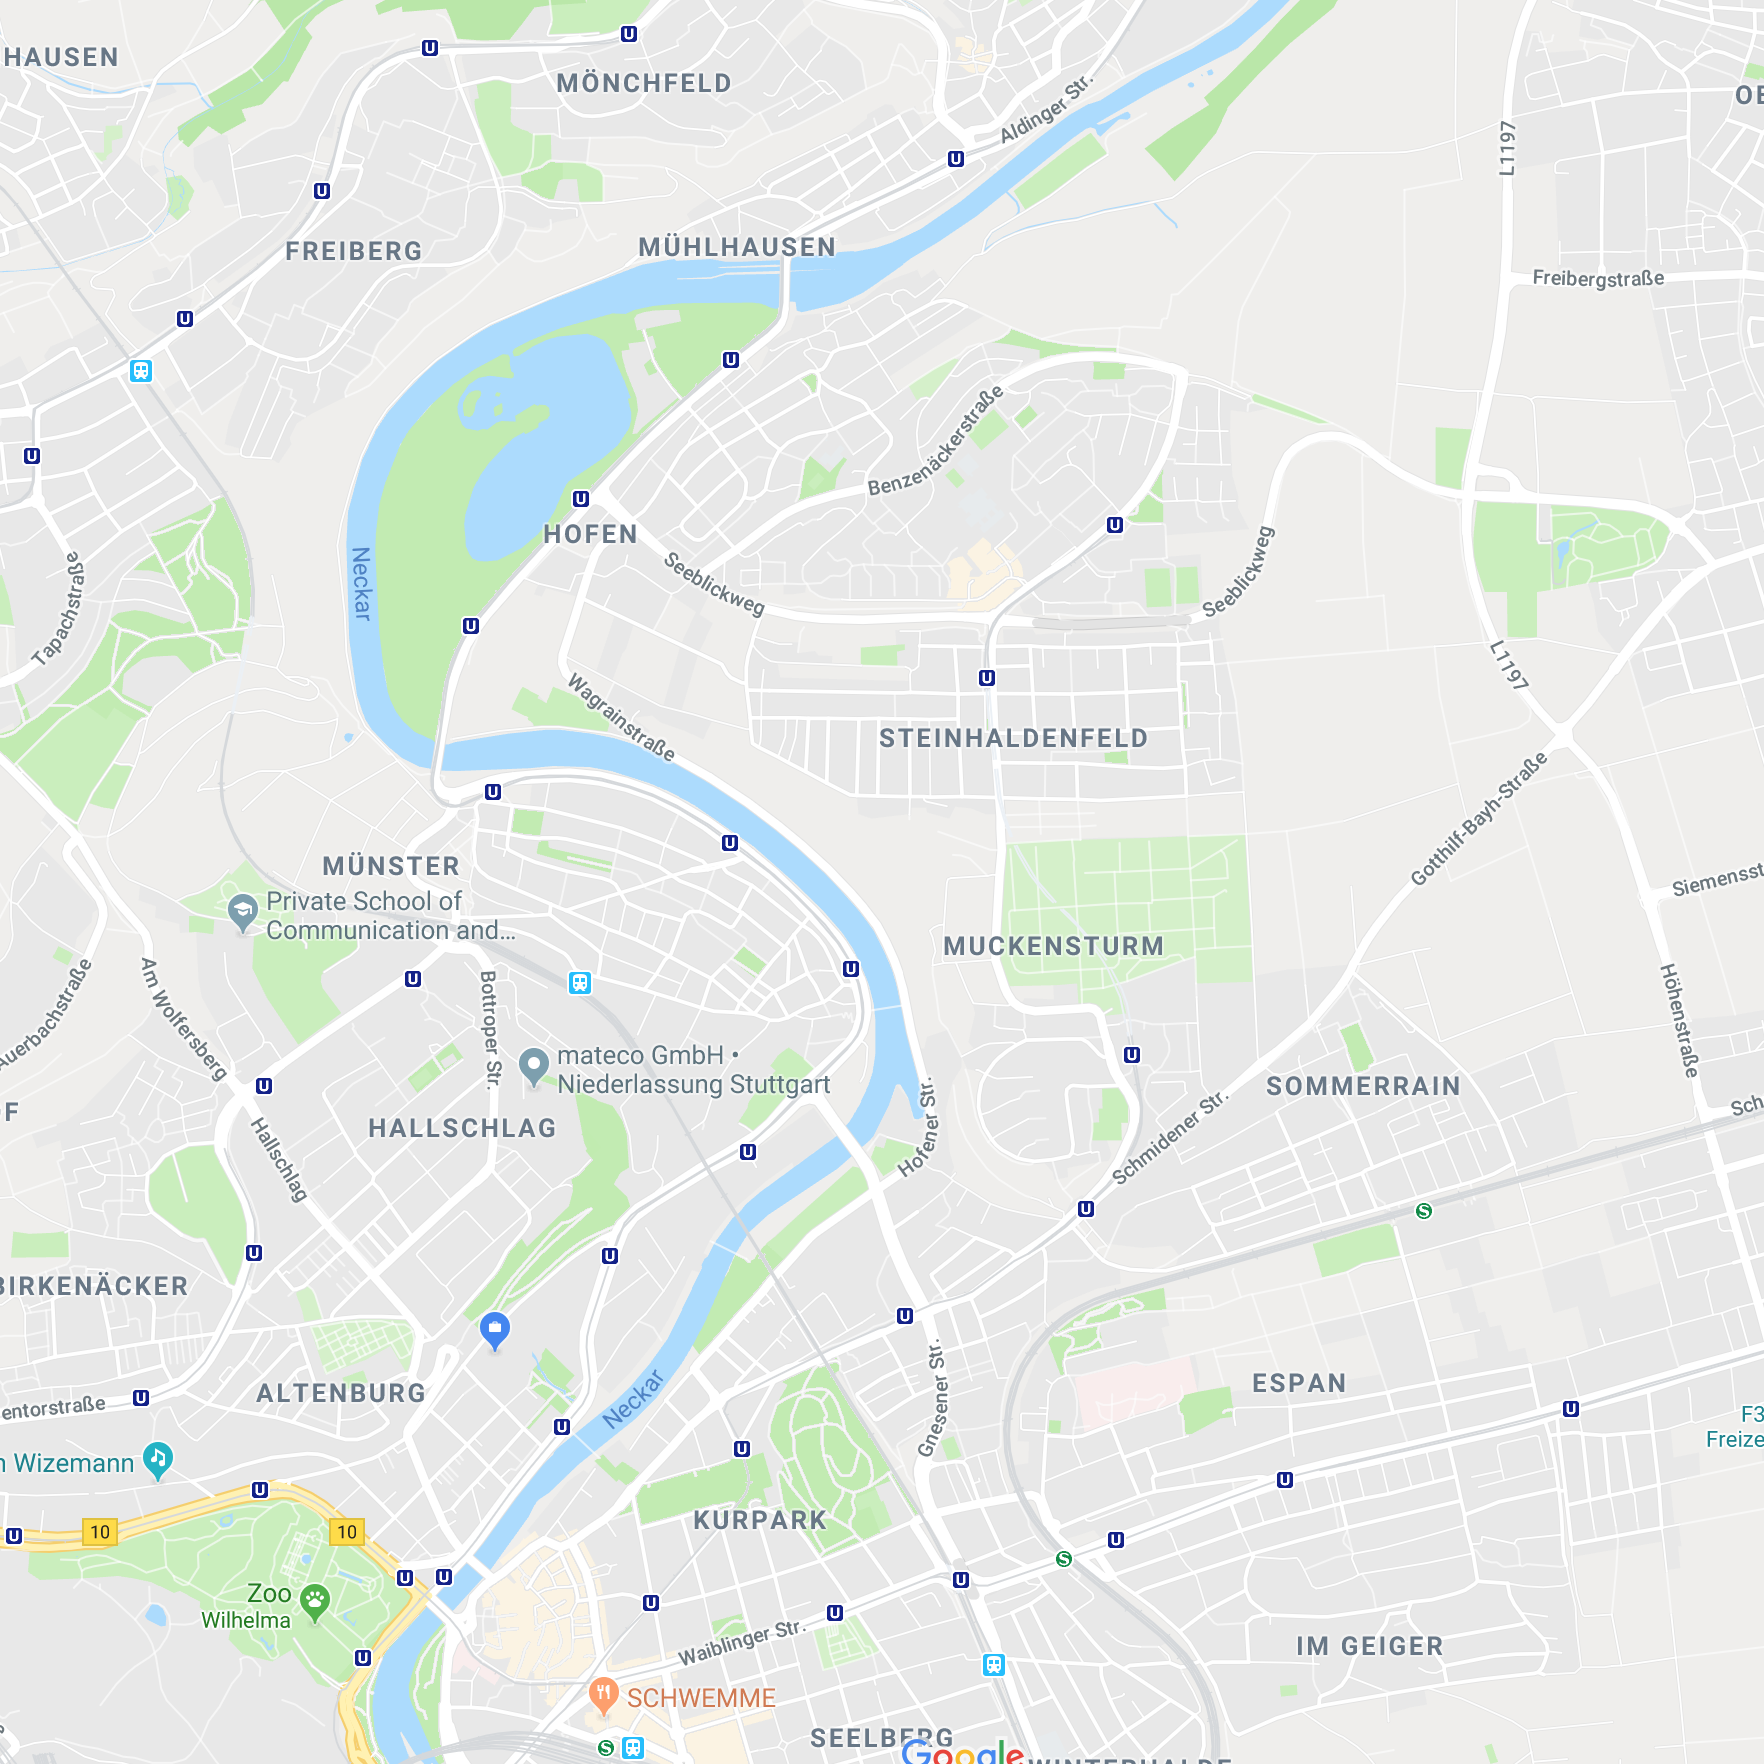 HAUSEN
MÖNCHFELD
Aldinger Str.
L1197
FREIBERG
MÜHLHAUSEN
Freibergstraße
Benzenäckerstraße
HOFEN
Seeblickweg
Seeblickweg
Neckar
Tapachstraße
L1197
Wagrainstraße
STEINHALDENFELD
Gotthilf-Bayh-Straße
MÜNSTER
Private School of
Communication and...
Siemensst
MUCKENSTURM
Am Wolfersberg
Auerbachstraße
Bottroper Str.
Höhenstraße
mateco GmbH •
Niederlassung Stuttgart
Hofener Str.
SOMMERRAIN
Schmidener Str.
HALLSCHLAG
Hallschlag
BIRKENÄCKER
ALTENBURG
Neckar
Gnesener Str.
ESPAN
entorstraße
Wizemann
F3
Freize
10
10
KURPARK
Zoo
Wilhelma
Waiblinger Str.
IM GEIGER
SCHWEMME
SEELBERG
Google